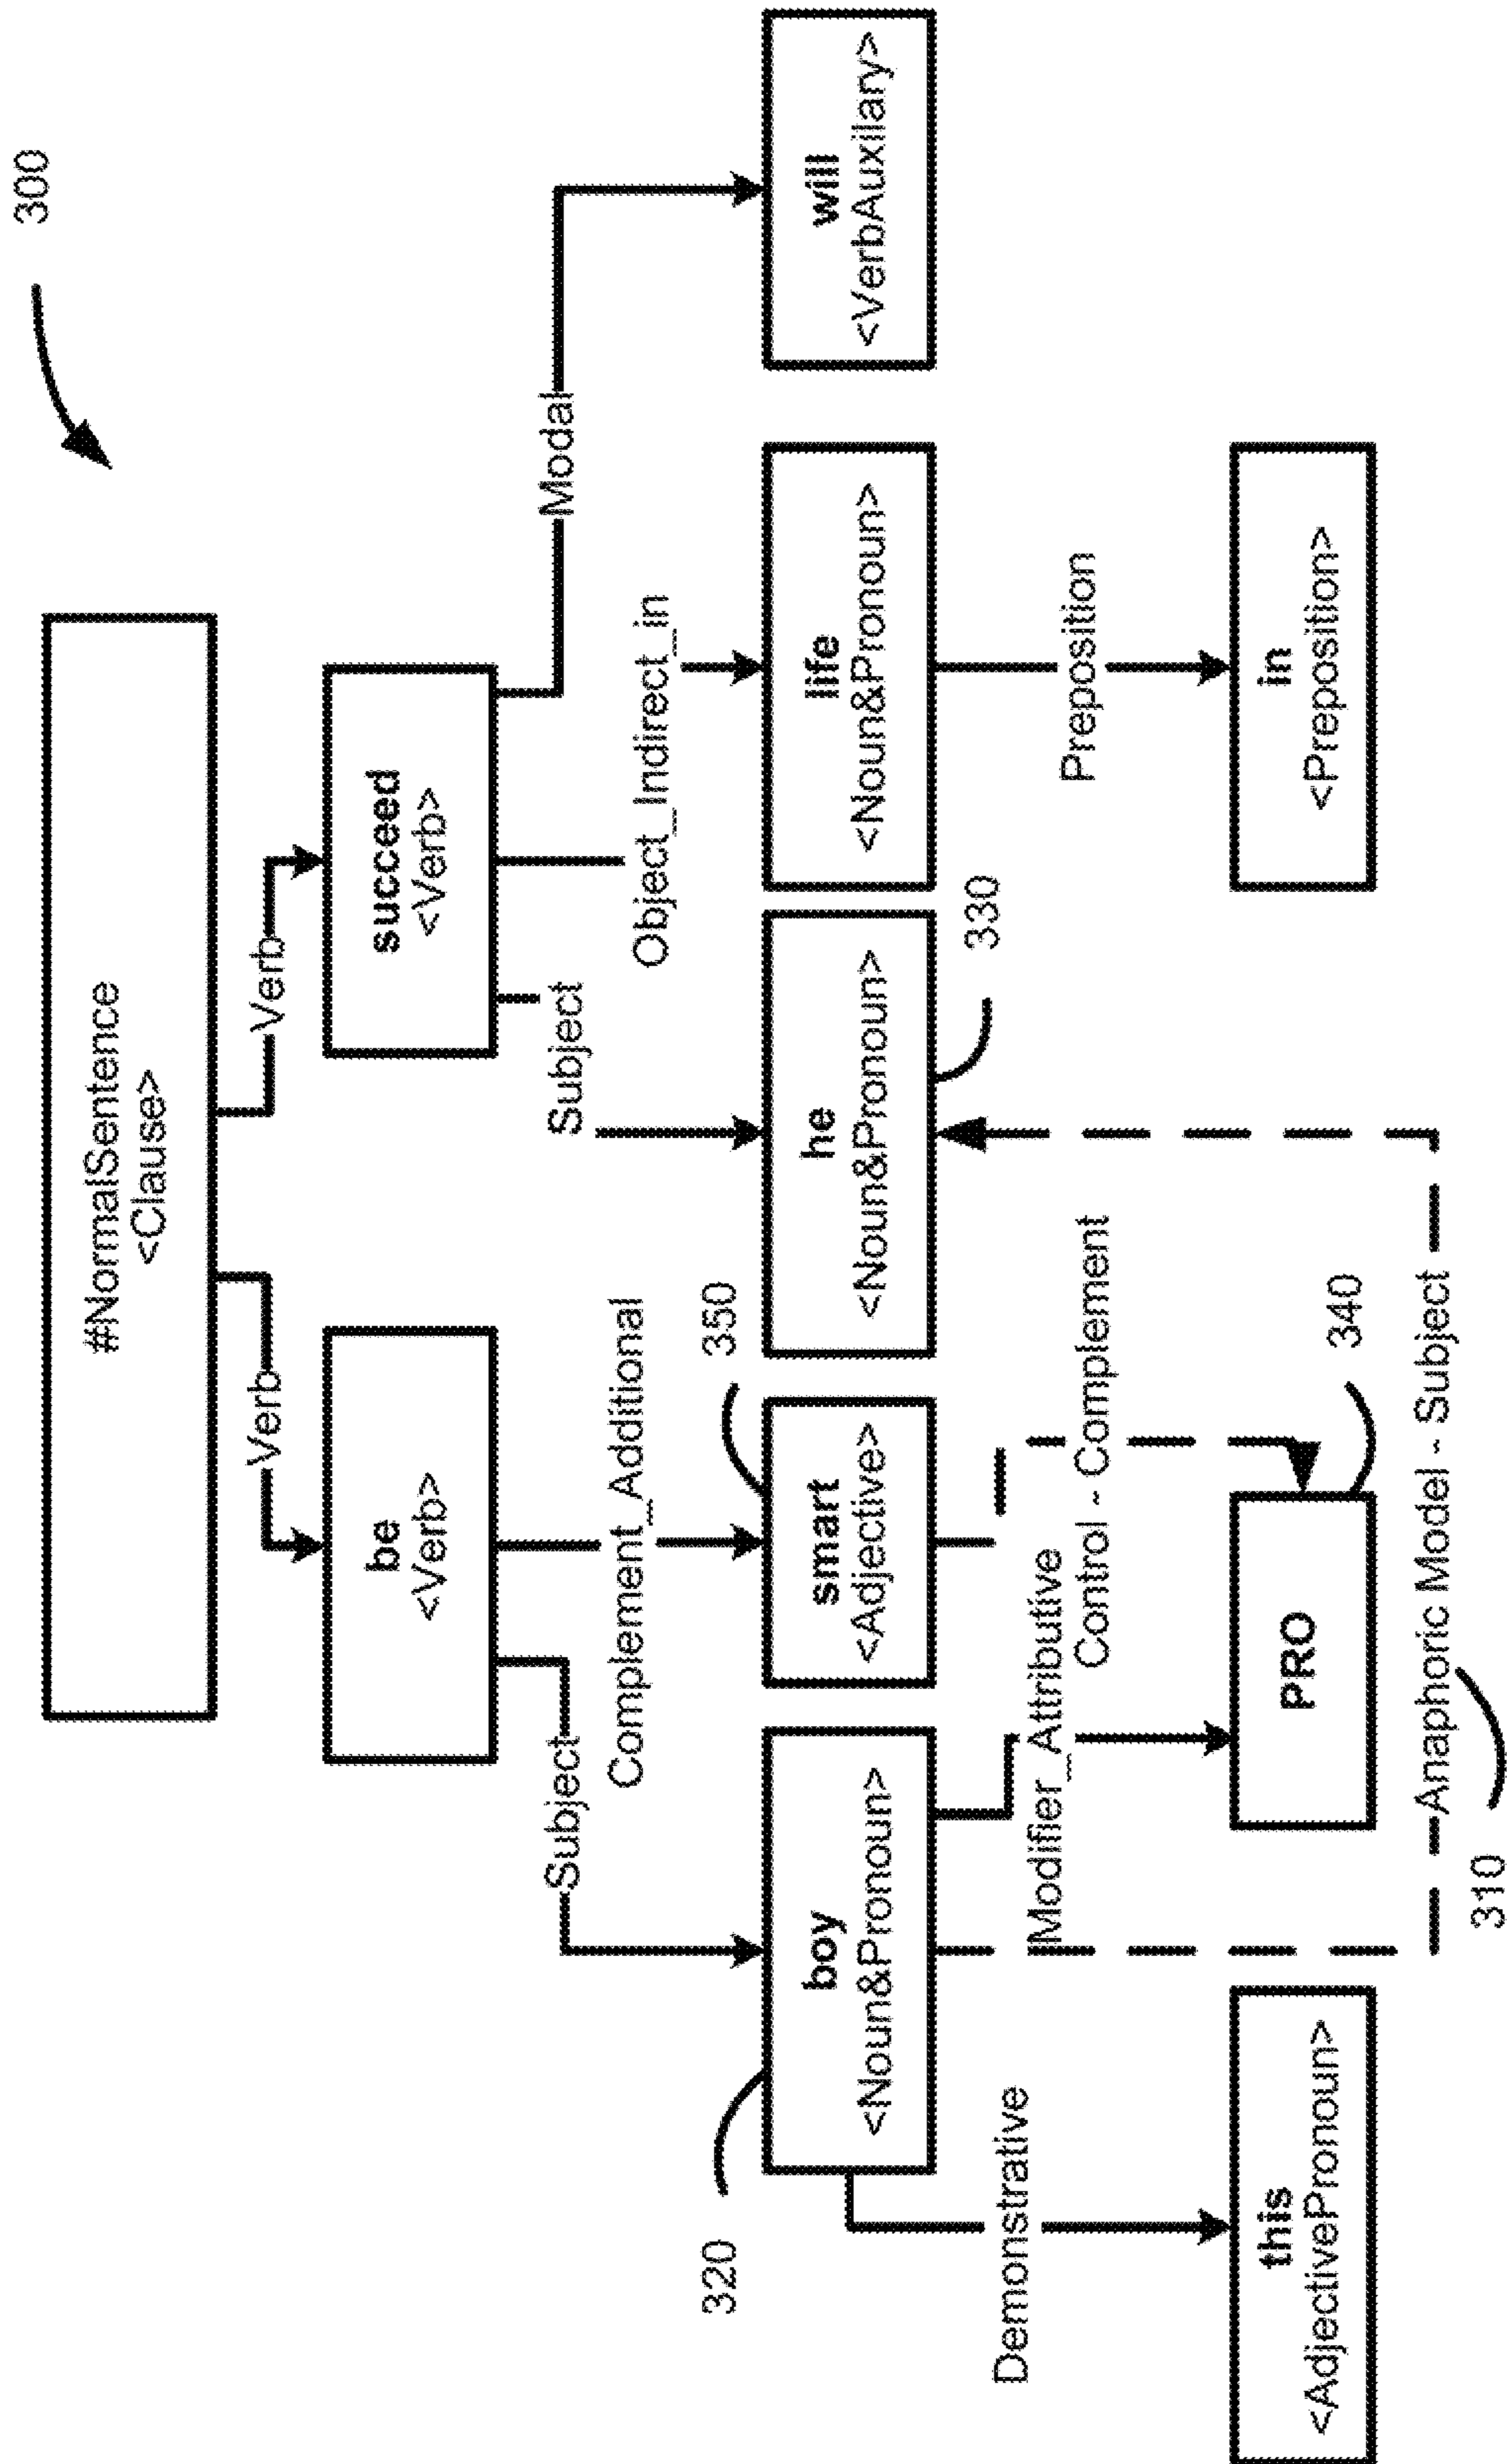 300
#NormalSentence
<Clause>
Verb
Verb
be
<Verb>
succeed
<Verb>
Subject
Complement_Additional
Subject
Object_Indirect_in
Modal
320
350
boy
<Noun&Pronoun>
smart
<Adjective>
he
<Noun&Pronoun>
life
<Noun&Pronoun>
will
<VerbAuxilary>
330
Demonstrative
Modifier_Attributive
Control ~ Complement
Preposition
this
<AdjectivePronoun>
PRO
340
in
<Preposition>
Anaphoric Model ~ Subject
310